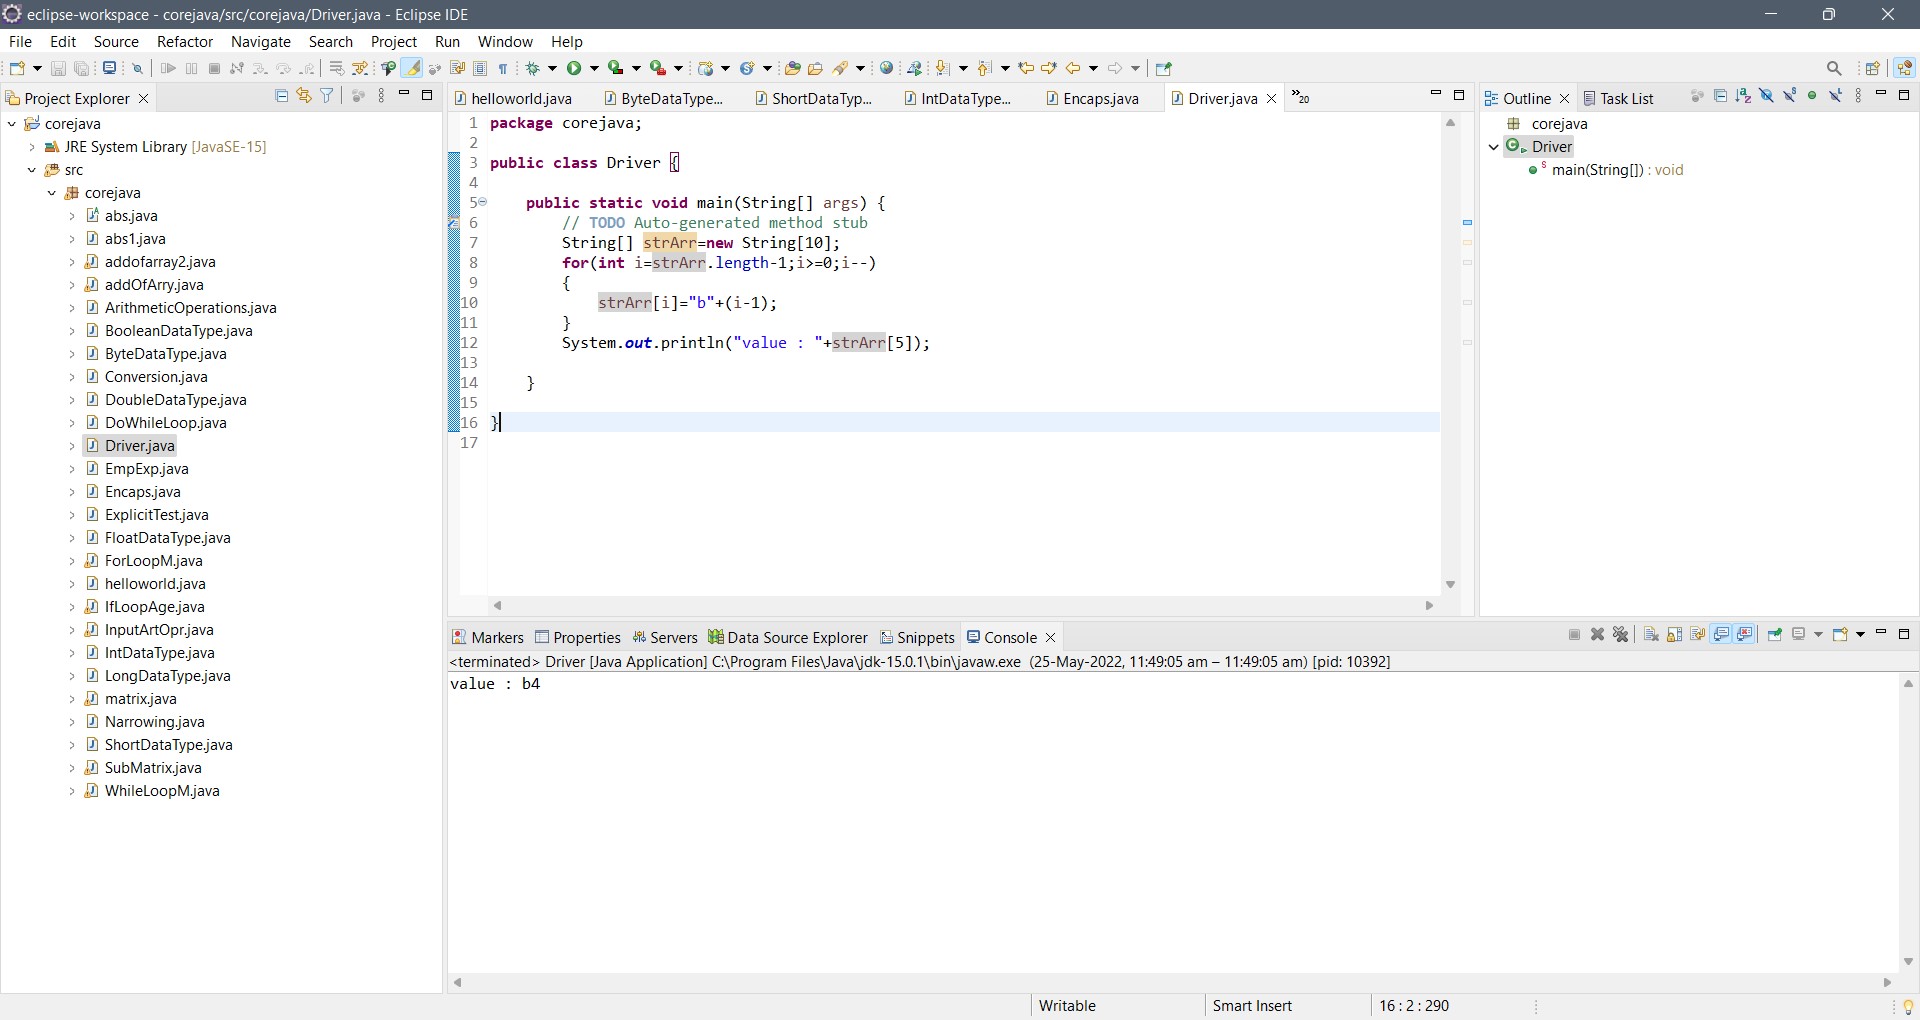 eclipse-workspace - corejava/src/corejava/Driver.java - Eclipse IDE
File Edit Source Refactor Navigate Search Project Run Window Help
Project Explorer
corejava
JRE System Library [JavaSE-15]
src
corejava
abs.java
abs1.java
addofarray2.java
addOfArry.java
ArithmeticOperations.java
BooleanDataType.java
ByteDataType.java
Conversion.java
DoubleDataType.java
DoWhileLoop.java
Driver.java
EmpExp.java
Encaps.java
ExplicitTest.java
FloatDataType.java
ForLoopM.java
helloworld.java
IfLoopAge.java
InputArtOpr.java
IntDataType.java
LongDataType.java
matrix.java
Narrowing.java
ShortDataType.java
SubMatrix.java
WhileLoopM.java
helloworld.java ByteDataType... ShortDataTyp... IntDataType... Encaps.java Driver.java »20
1 package corejava;
2
3 public class Driver {
4
5 public static void main(String[] args) {
6 // TODO Auto-generated method stub
7 String[] strArr=new String[10];
8 for(int i=strArr.length-1;i>=0;i--)
9 {
10 strArr[i]="b"+(i-1);
11 }
12 System.out.println("value : "+strArr[5]);
13
14 }
15
16 }
17
Outline Task List
corejava
Driver
main(String[]) : void
Markers Properties Servers Data Source Explorer Snippets Console
<terminated> Driver [Java Application] C:\Program Files\Java\jdk-15.0.1\bin\javaw.exe (25-May-2022, 11:49:05 am – 11:49:05 am) [pid: 10392]
value : b4
Writable Smart Insert 16 : 2 : 290